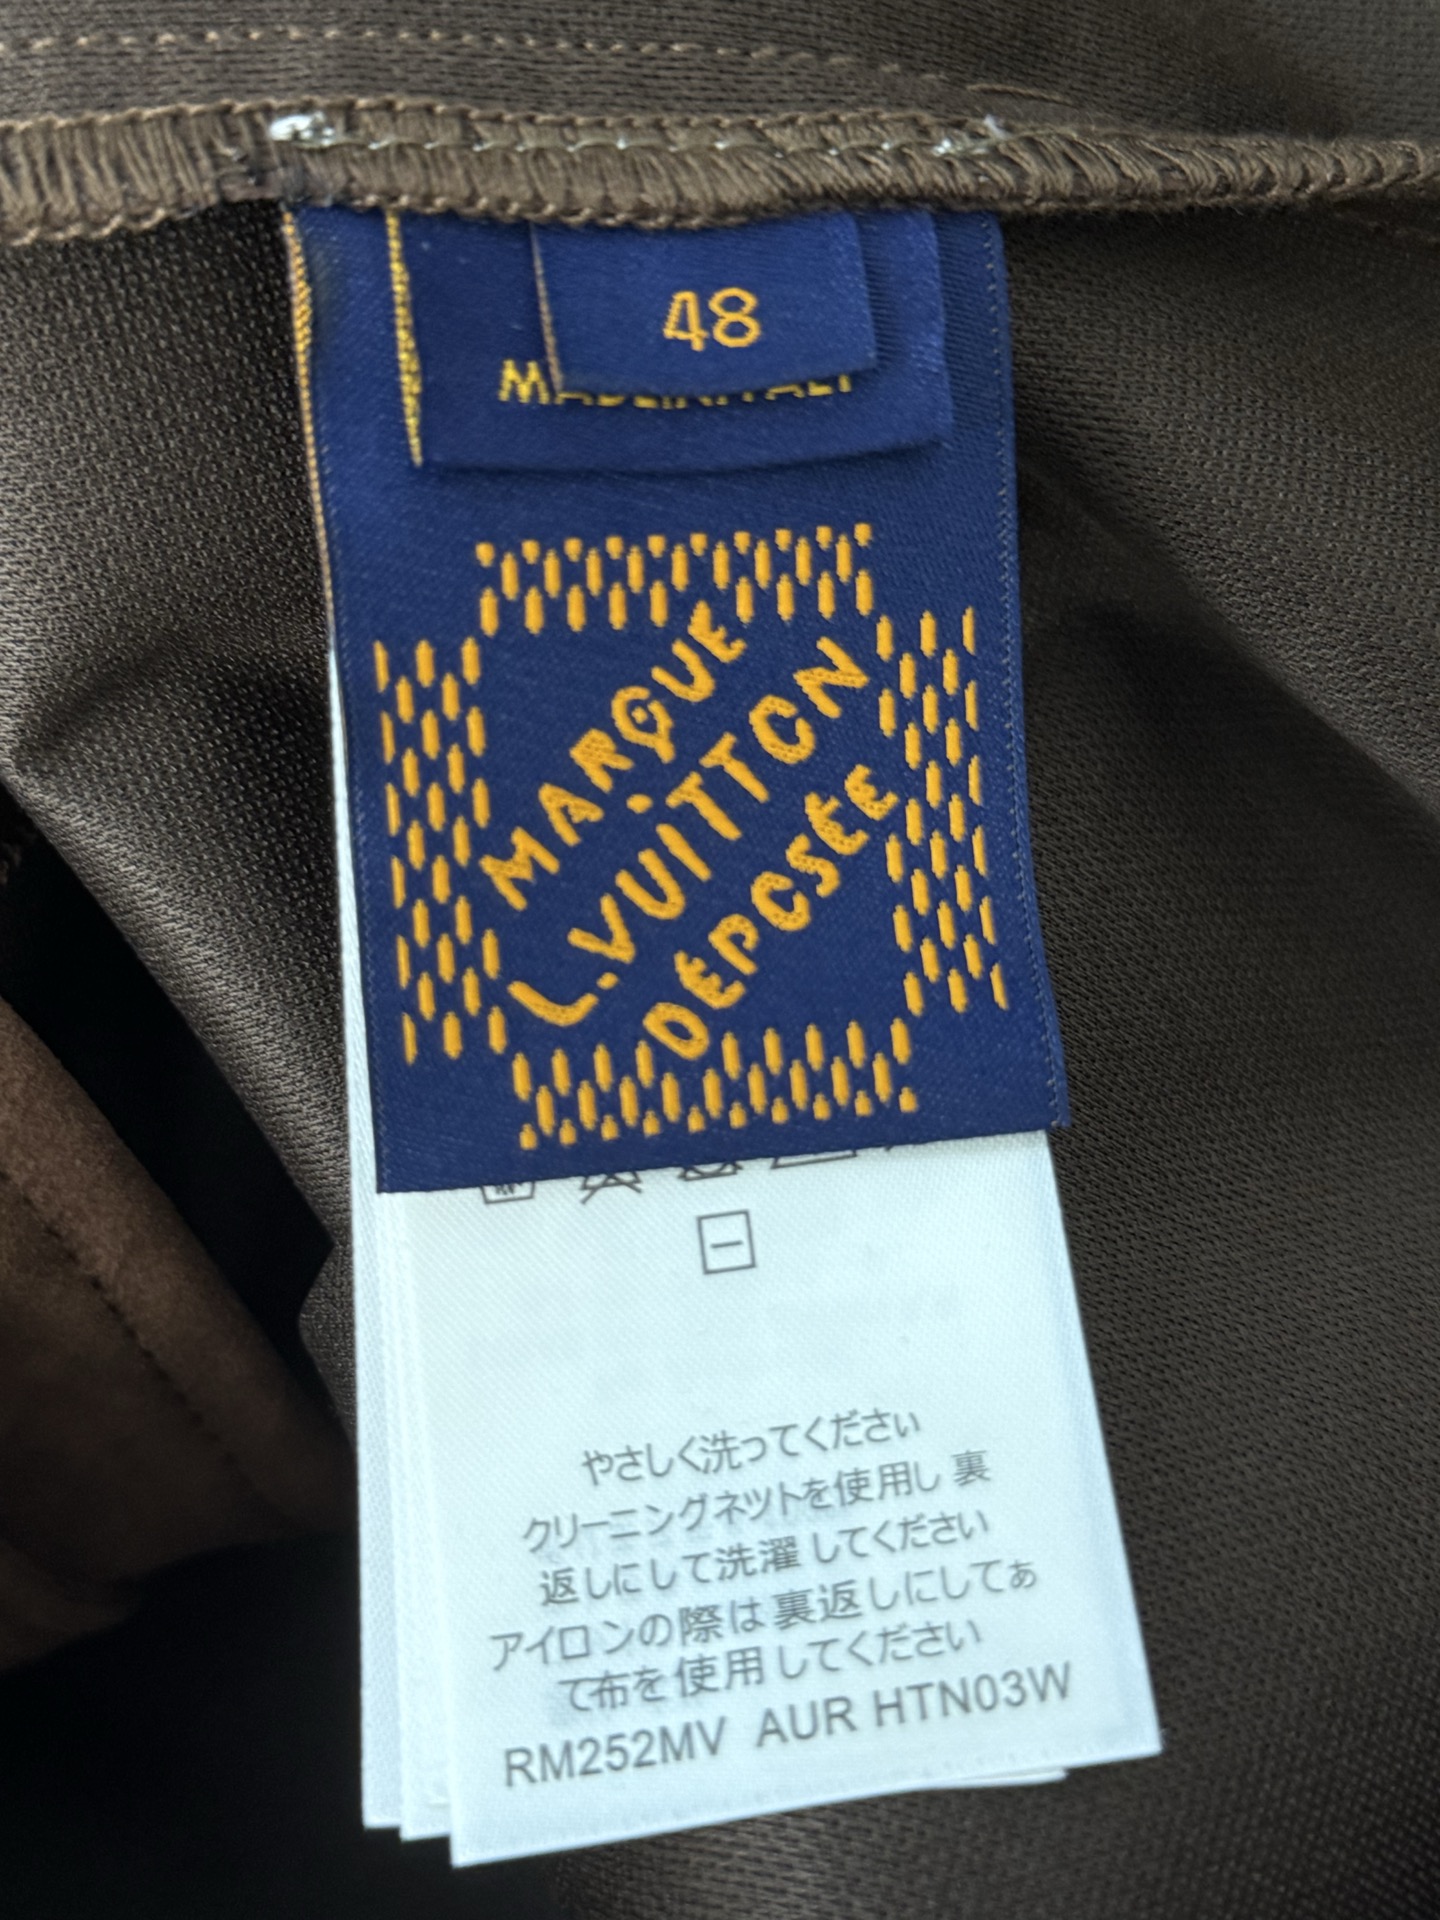 48
MADE IN ITALY
MARQUE
L.VUITTON
DÉPOSÉE
やさしく洗ってください
クリーニングネットを使用し 裏
返しにして洗濯 してください
アイロンの際は裏返しにしてあ
て布を使用 してください
RM252MV AUR HTN03W